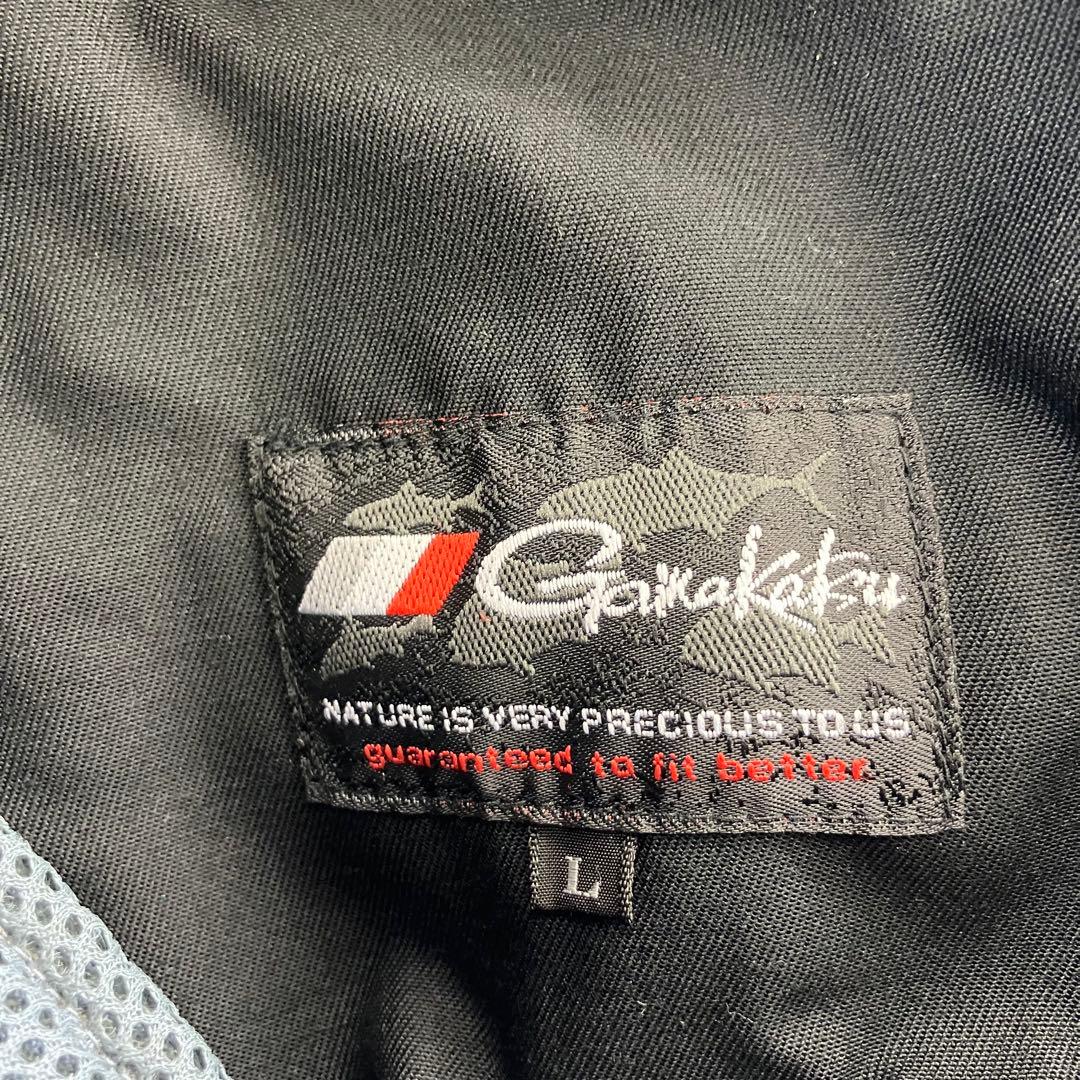 Gamakatsu
NATURE IS VERY PRECIOUS TO US
guaranteed to fit better
L